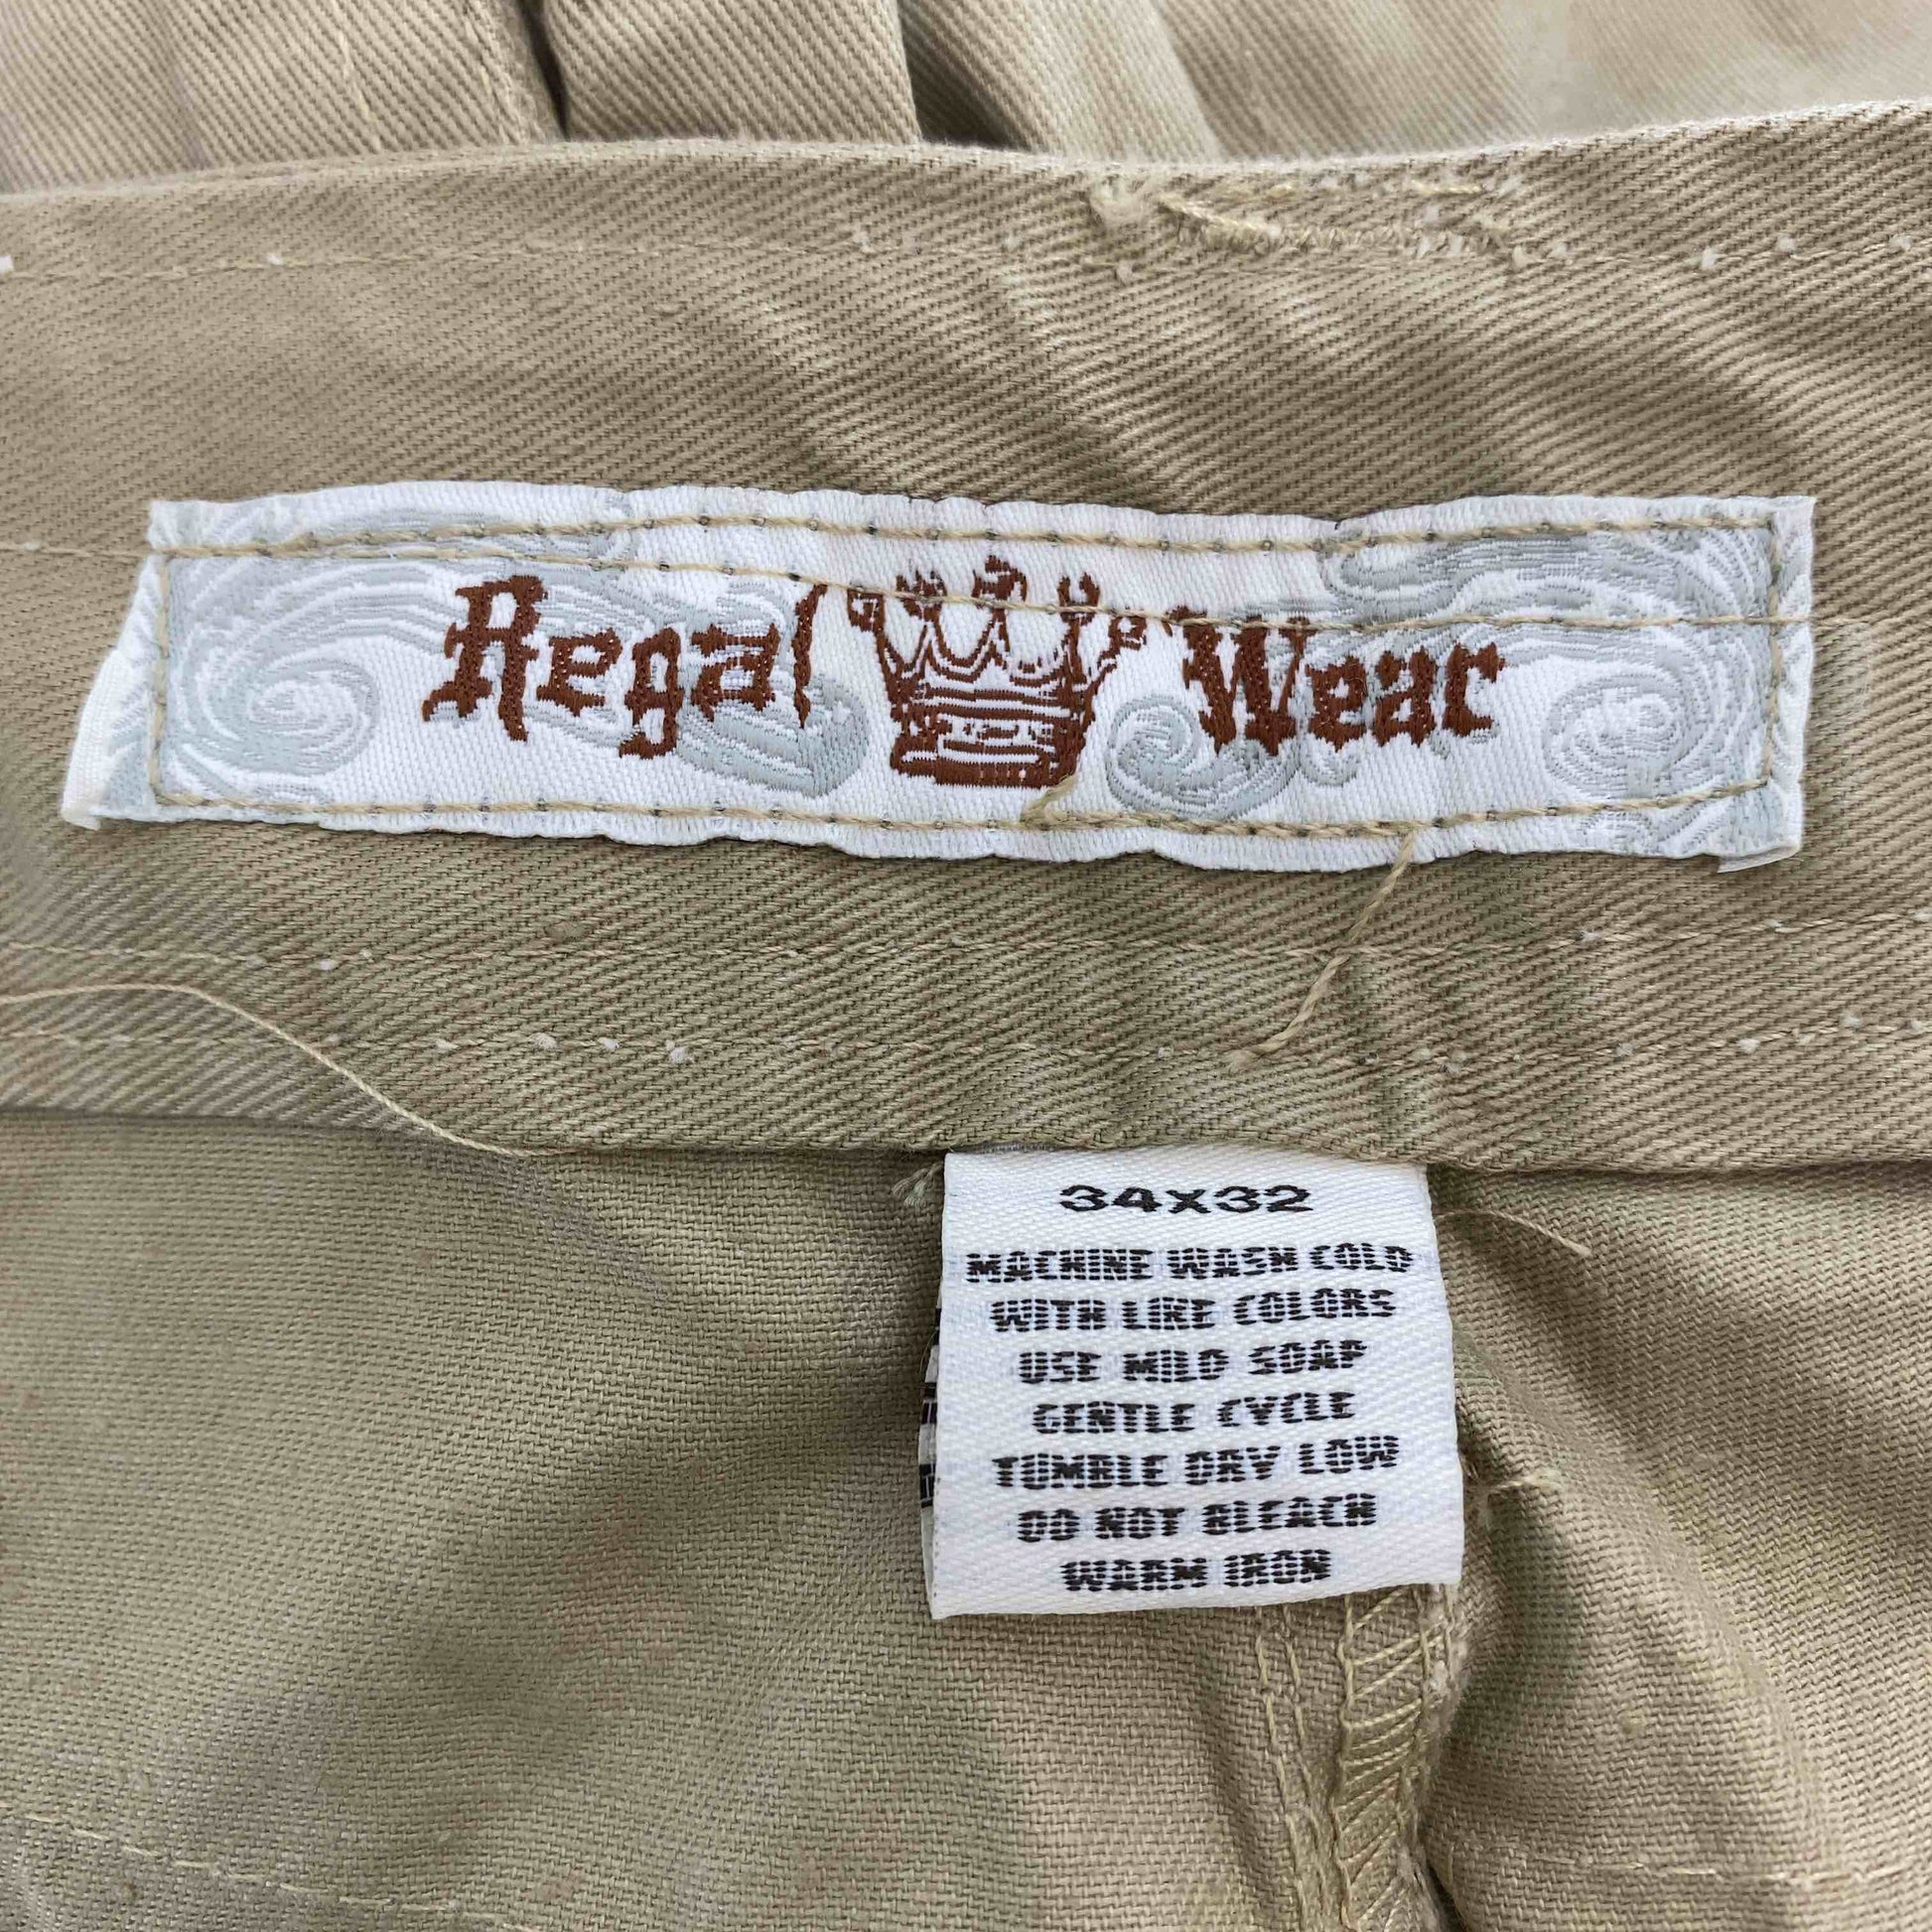 Regal Wear
34X32
MACHINE WASH COLD
WITH LIKE COLORS
USE MILD SOAP
GENTLE CYCLE
TUMBLE DRY LOW
DO NOT BLEACH
WARM IRON